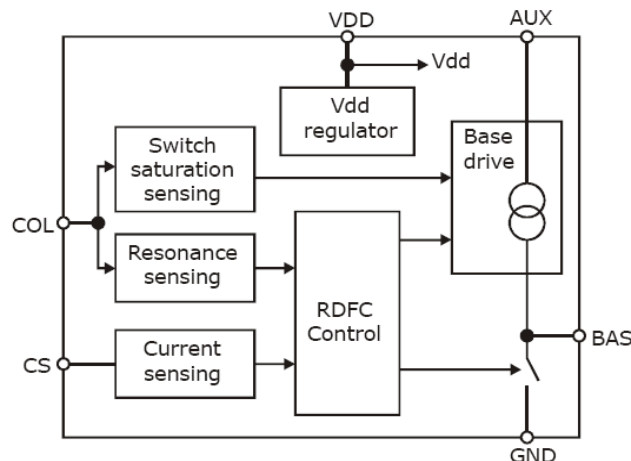 VDD
AUX
Vdd
Vdd
regulator
Switch
saturation
sensing
Base
drive
COL
Resonance
sensing
RDFC
Control
BAS
CS
Current
sensing
GND